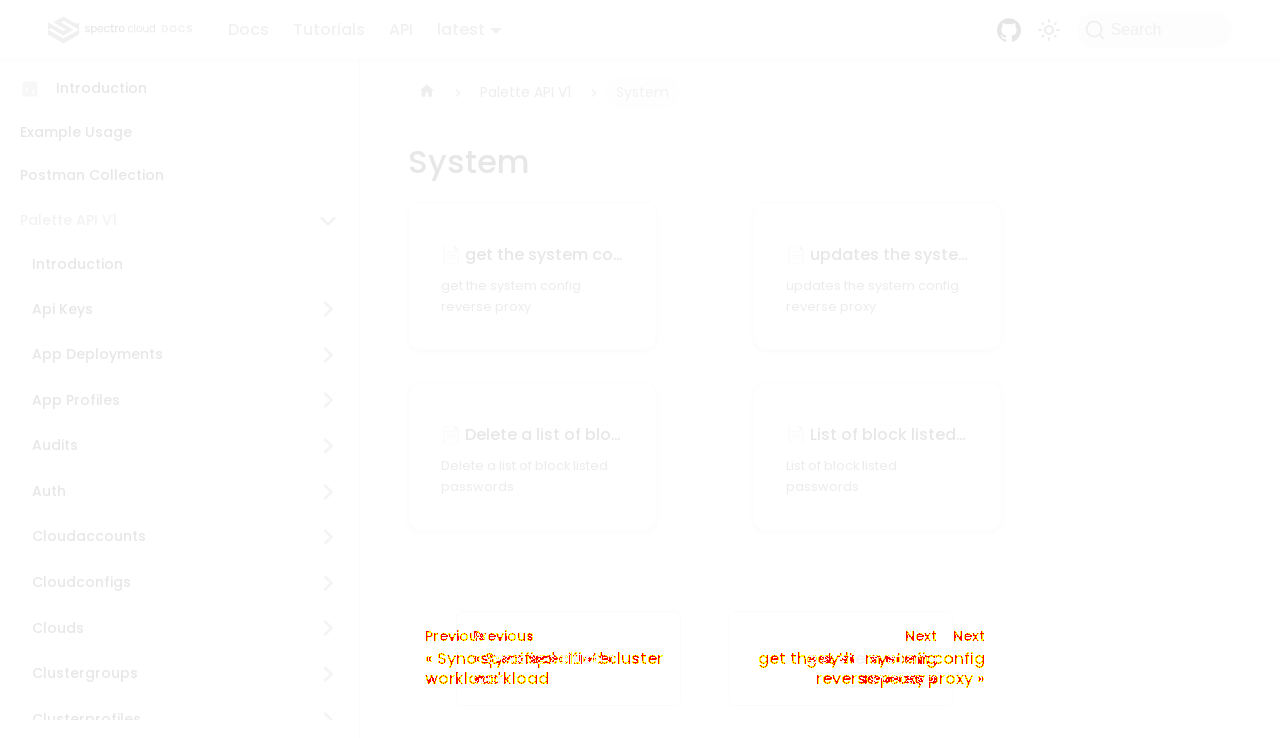 spectro cloud DOCS
Docs
Tutorials
API
latest
Search
Introduction
Example Usage
Postman Collection
Palette API V1
Introduction
Api Keys
App Deployments
App Profiles
Audits
Auth
Cloudaccounts
Cloudconfigs
Clouds
Clustergroups
Clusterprofiles
Palette API V1
System
System
get the system co...
get the system config
reverse proxy
updates the syste...
updates the system config
reverse proxy
Delete a list of blo...
Delete a list of block listed
passwords
List of block listed...
List of block listed
passwords
Previous Previous
cluster
workload
Next Next
get the config
reverse proxy »